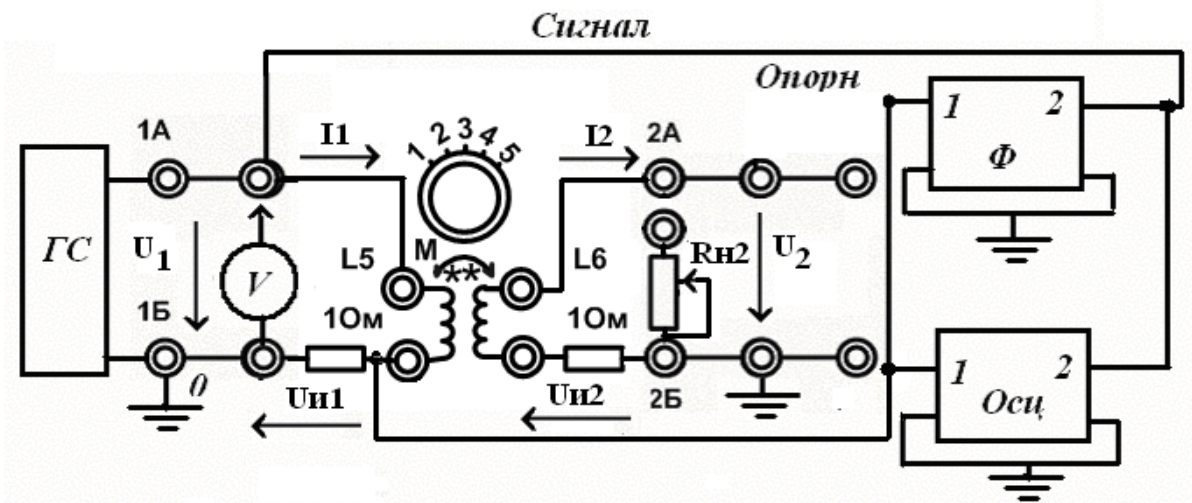 Сигнал
Опорн
1А
I1
1 2 3 4 5
I2
2А
1 2
Ф
ГС
U1
V
L5
М
**
L6
Rн2
U2
1Б
1Ом
1Ом
0
Uи1
Uи2
2Б
1 2
Осц